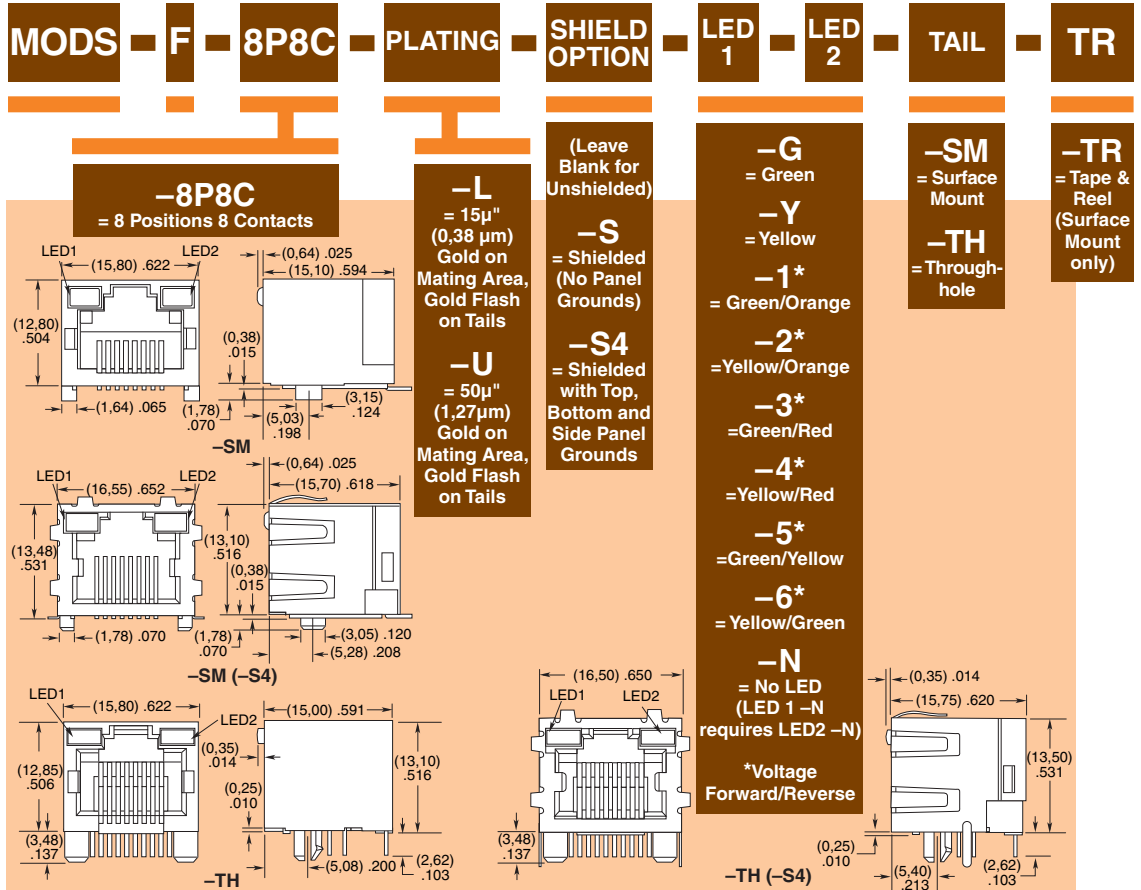 MODS - F - 8P8C - PLATING - SHIELD OPTION - LED 1 - LED 2 - TAIL - TR
–8P8C
= 8 Positions 8 Contacts
–L
= 15µ"
(0,38 µm)
Gold on
Mating Area,
Gold Flash
on Tails
–U
= 50µ"
(1,27µm)
Gold on
Mating Area,
Gold Flash
on Tails
(Leave
Blank for
Unshielded)
–S
= Shielded
(No Panel
Grounds)
–S4
= Shielded
with Top,
Bottom and
Side Panel
Grounds
–G
= Green
–Y
= Yellow
–1*
= Green/Orange
–2*
=Yellow/Orange
–3*
=Green/Red
–4*
=Yellow/Red
–5*
=Green/Yellow
–6*
= Yellow/Green
–N
= No LED
(LED 1 –N
requires LED2 –N)
*Voltage
Forward/Reverse
–SM
= Surface
Mount
–TH
= Through-
hole
–TR
= Tape &
Reel
(Surface
Mount
only)
LED1
LED2
(15,80) .622
(12,80)
.504
(1,64) .065
(0,64) .025
(15,10) .594
(0,38)
.015
(1,78)
.070
(3,15)
.124
(5,03)
.198
–SM
LED1
LED2
(16,55) .652
(13,48)
.531
(1,78) .070
(0,64) .025
(15,70) .618
(13,10)
.516
(0,38)
.015
(1,78)
.070
(3,05) .120
(5,28) .208
–SM (–S4)
LED1
LED2
(15,80) .622
(12,85)
.506
(3,48)
.137
(15,00) .591
(0,35)
.014
(13,10)
.516
(0,25)
.010
(5,08) .200
(2,62)
.103
–TH
(16,50) .650
LED1
LED2
(3,48)
.137
(0,35) .014
(15,75) .620
(13,50)
.531
(0,25)
.010
(5,40)
.213
(2,62)
.103
–TH (–S4)